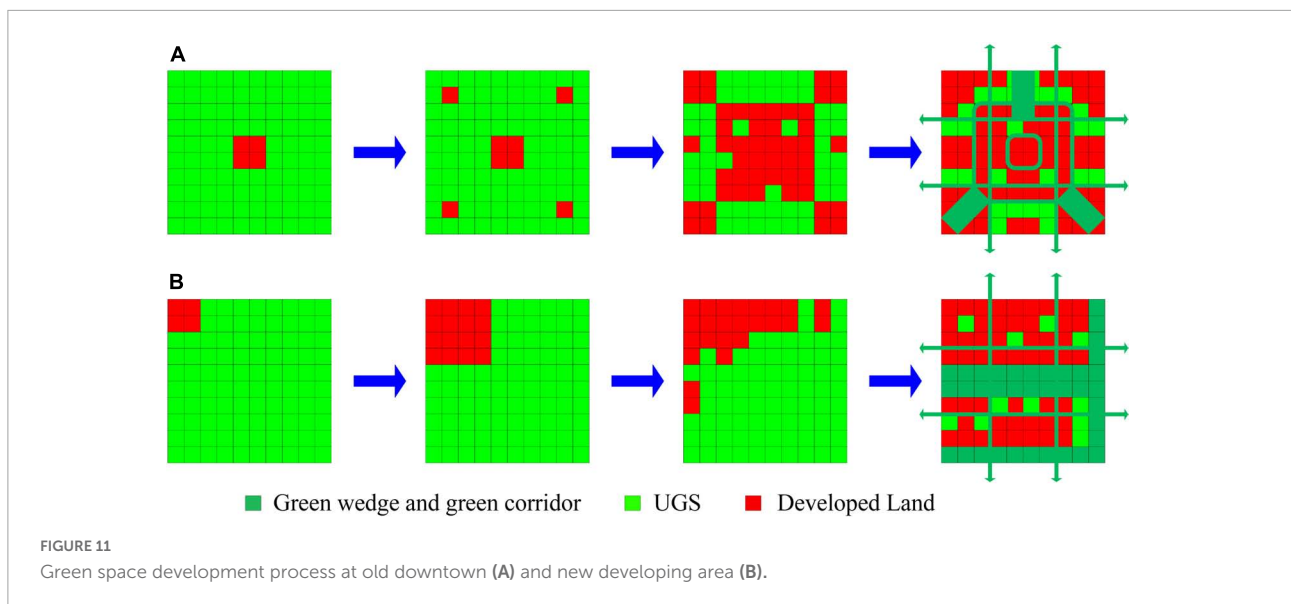 A
B
Green wedge and green corridor UGS Developed Land
FIGURE 11
Green space development process at old downtown (A) and new developing area (B).